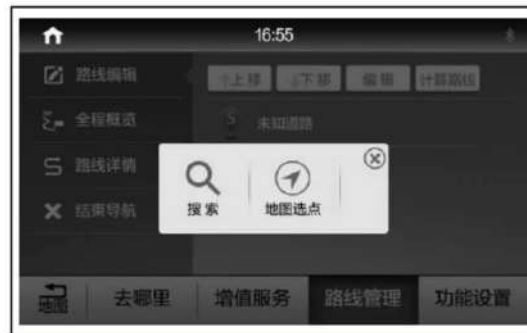 16:55
路线编辑
上移 下移 编辑 计算路线
全程概览
S 未知道路
路线详情
结束导航
搜索 地图选点
地图 去哪里 增值服务 路线管理 功能设置